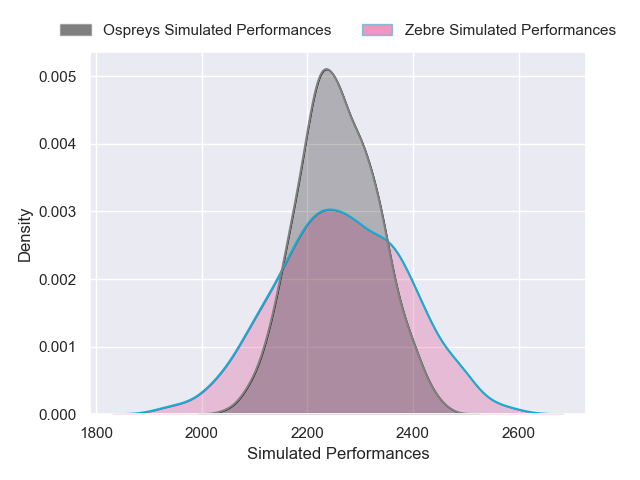 Ospreys Simulated Performances Zebre Simulated Performances
0.005
0.004
0.003
0.002
0.001
0.000
Density
1800 2000 2200 2400 2600
Simulated Performances